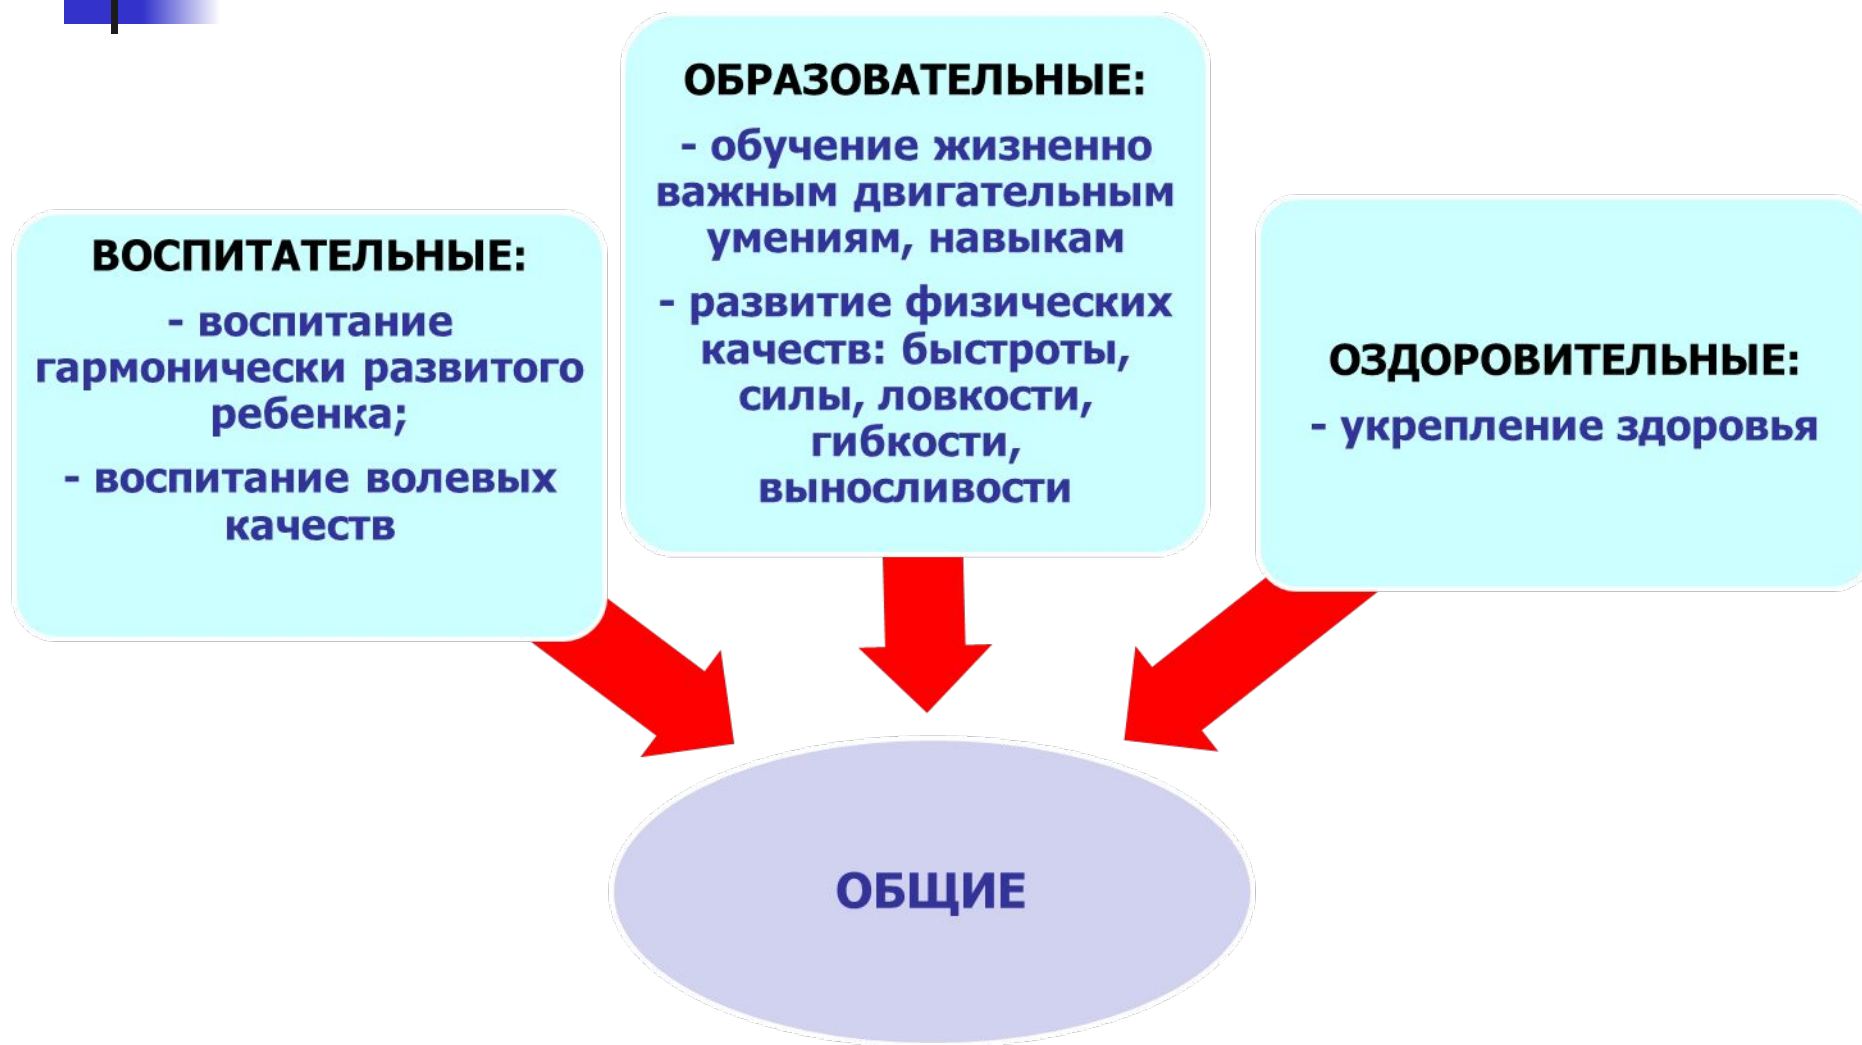 ВОСПИТАТЕЛЬНЫЕ:
- воспитание
гармонически развитого
ребенка;
- воспитание волевых
качеств
ОБРАЗОВАТЕЛЬНЫЕ:
- обучение жизненно
важным двигательным
умениям, навыкам
- развитие физических
качеств: быстроты,
силы, ловкости,
гибкости,
выносливости
ОЗДОРОВИТЕЛЬНЫЕ:
- укрепление здоровья
ОБЩИЕ